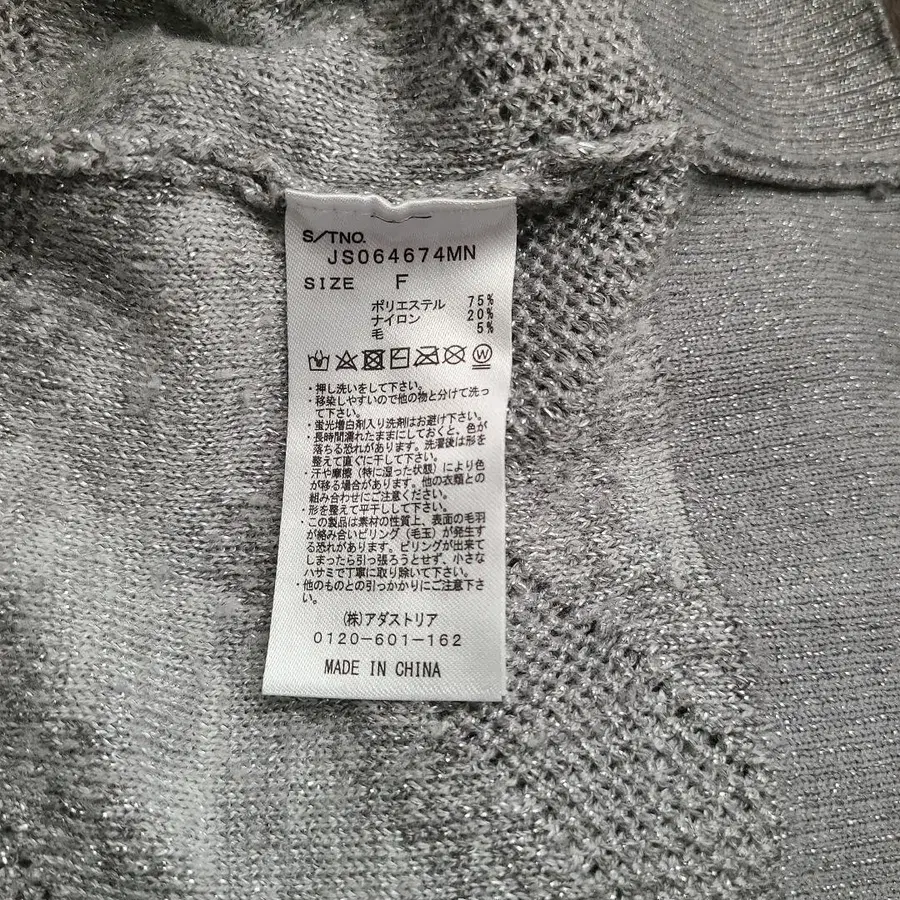 S/TNO.
JS064674MN
SIZE F
ポリエステル 75%
ナイロン 20%
毛 5%
・押し洗いをして下さい。
・移染しやすいので他の物と分けて洗っ
て下さい。
・蛍光増白剤入り洗剤はお避け下さい。
・長時間濡れたままにしておくと、色が
落ちる恐れがあります。洗濯後は形を
整えて直ぐに干して下さい。
・汗や摩擦（特に湿った状態）により色
が移る場合があります。他の衣類との
組み合わせにご注意ください。
・形を整えて平干しして下さい。
・この製品は素材の性質上、表面の毛羽
が絡み合いピリング（毛玉）が発生す
る恐れがあります。ピリングが出来て
しまったら引っ張ろうとせず、小さな
ハサミで丁寧に取り除いて下さい。
・他のものとの引っかかりにご注意下さ
い。
(株)アダストリア
0120-601-162
MADE IN CHINA